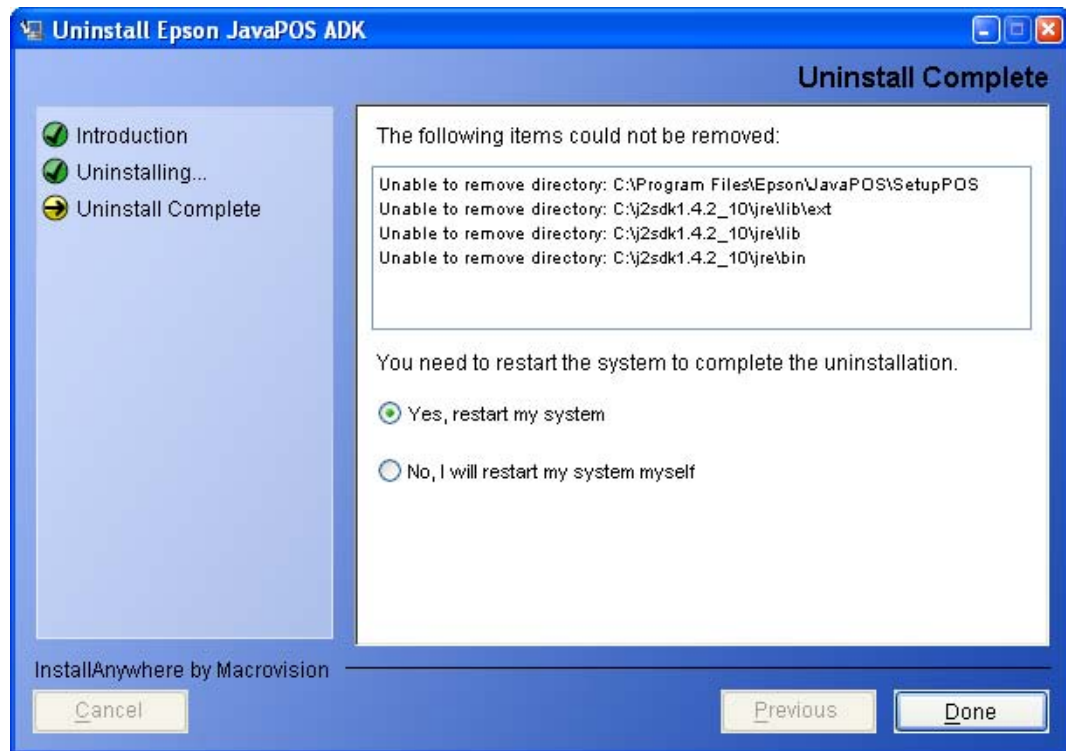 Uninstall Epson JavaPOS ADK
Uninstall Complete
Introduction
Uninstalling...
Uninstall Complete
The following items could not be removed:
Unable to remove directory: C:\Program Files\Epson\JavaPOS\SetupPOS
Unable to remove directory: C:\j2sdk1.4.2_10\jre\lib\ext
Unable to remove directory: C:\j2sdk1.4.2_10\jre\lib
Unable to remove directory: C:\j2sdk1.4.2_10\jre\bin
You need to restart the system to complete the uninstallation.
Yes, restart my system
No, I will restart my system myself
InstallAnywhere by Macrovision
Cancel
Previous
Done